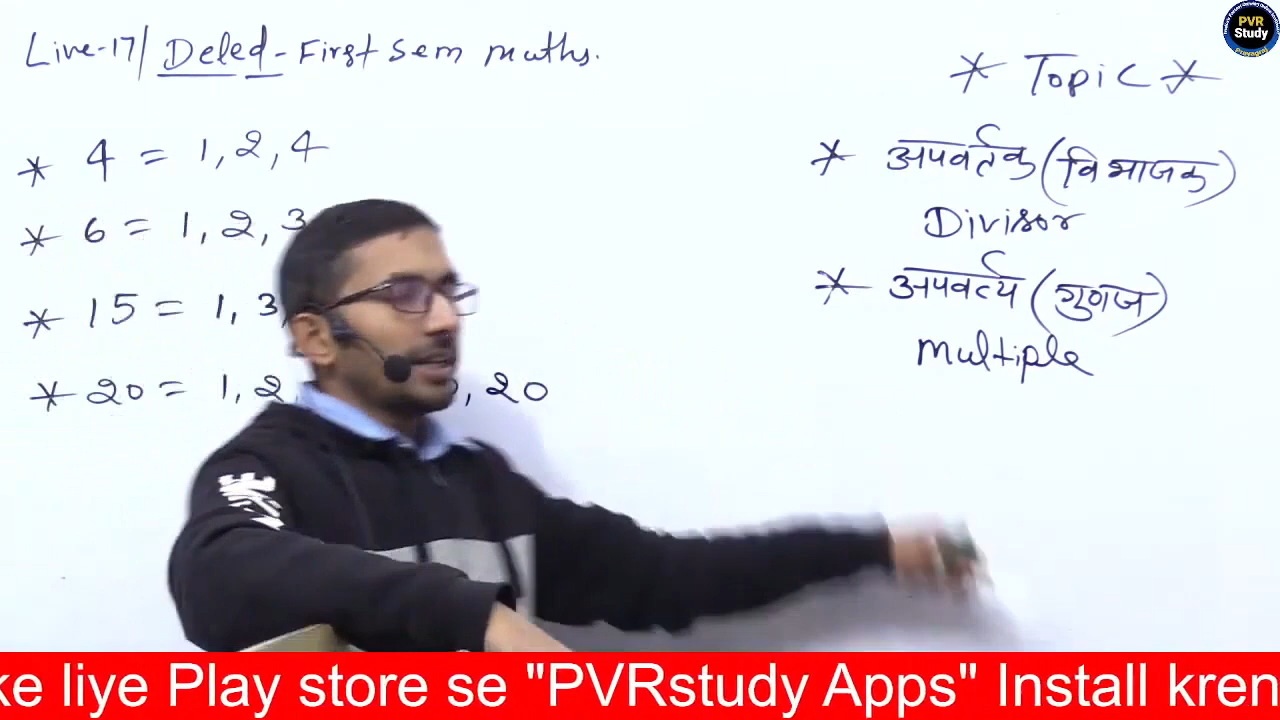 Live-17/ Deled - First Sem maths.
* Topic *
* 4 = 1, 2, 4
* 6 = 1, 2, 3
* 15 = 1, 3,
* 20 = 1, 2, , 20
* अपवर्तक (विभाजक)
Divisor
* अपवर्त्य (गुणज)
multiple
PVR
Study
Prayagraj
ke liye Play store se "PVRstudy Apps" Install kren